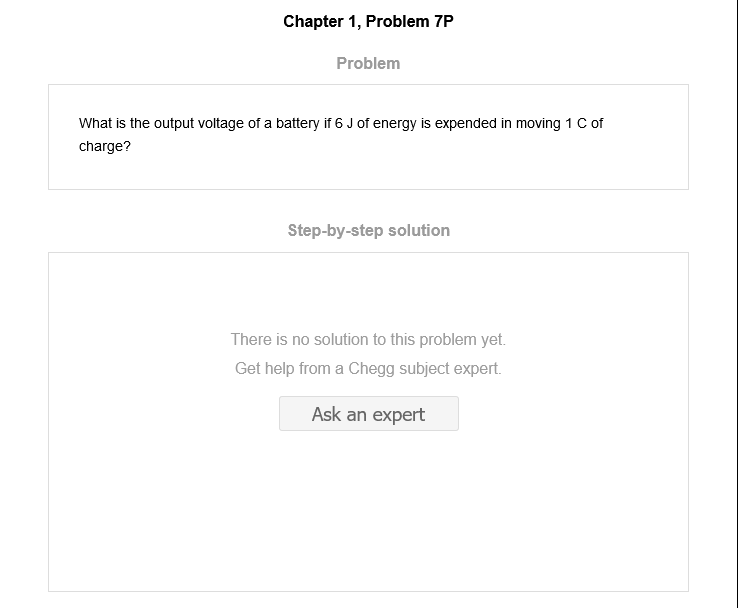 Chapter 1, Problem 7P
Problem
What is the output voltage of a battery if 6 J of energy is expended in moving 1 C of
charge?
Step-by-step solution
There is no solution to this problem yet.
Get help from a Chegg subject expert.
Ask an expert